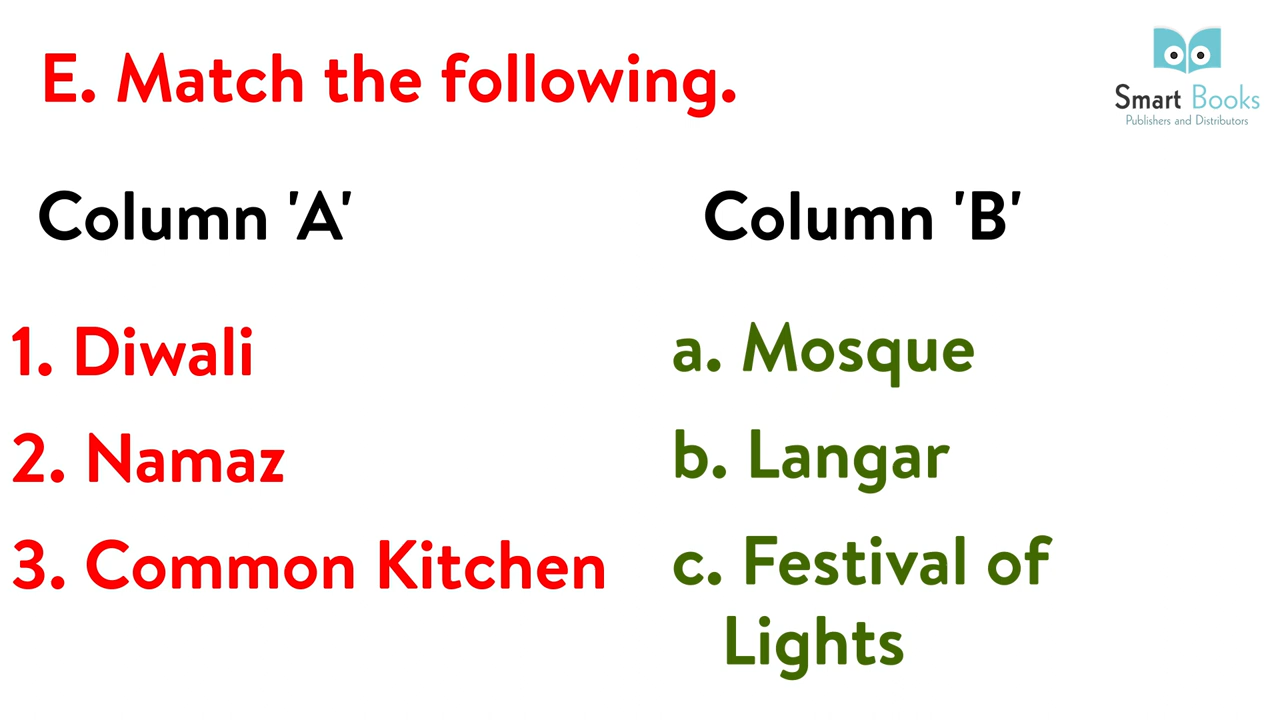 E. Match the following.
Smart Books
Publishers and Distributors
Column 'A'
Column 'B'
1. Diwali
a. Mosque
2. Namaz
b. Langar
3. Common Kitchen
c. Festival of
Lights